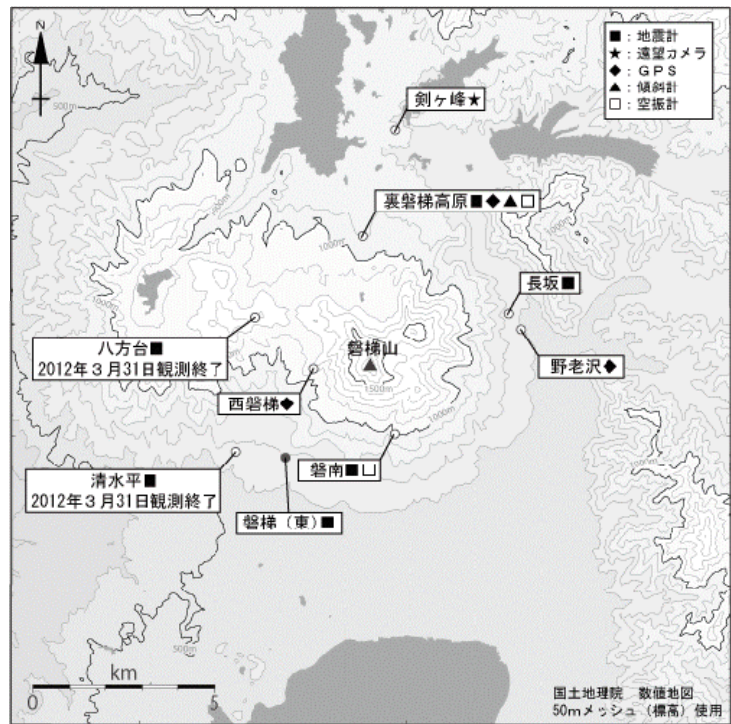 N
■：地震計
★：遠望カメラ
◆：ＧＰＳ
▲：傾斜計
□：空振計
500m
剣ヶ峰★
裏磐梯高原■◆▲□
1000m
長坂■
八方台■
2012年３月31日観測終了
磐梯山
野老沢◆
西磐梯◆
1500m
1000m
清水平■
2012年３月31日観測終了
磐南■□
磐梯（東）■
500m
km
0
5
国土地理院　数値地図
50mメッシュ（標高）使用